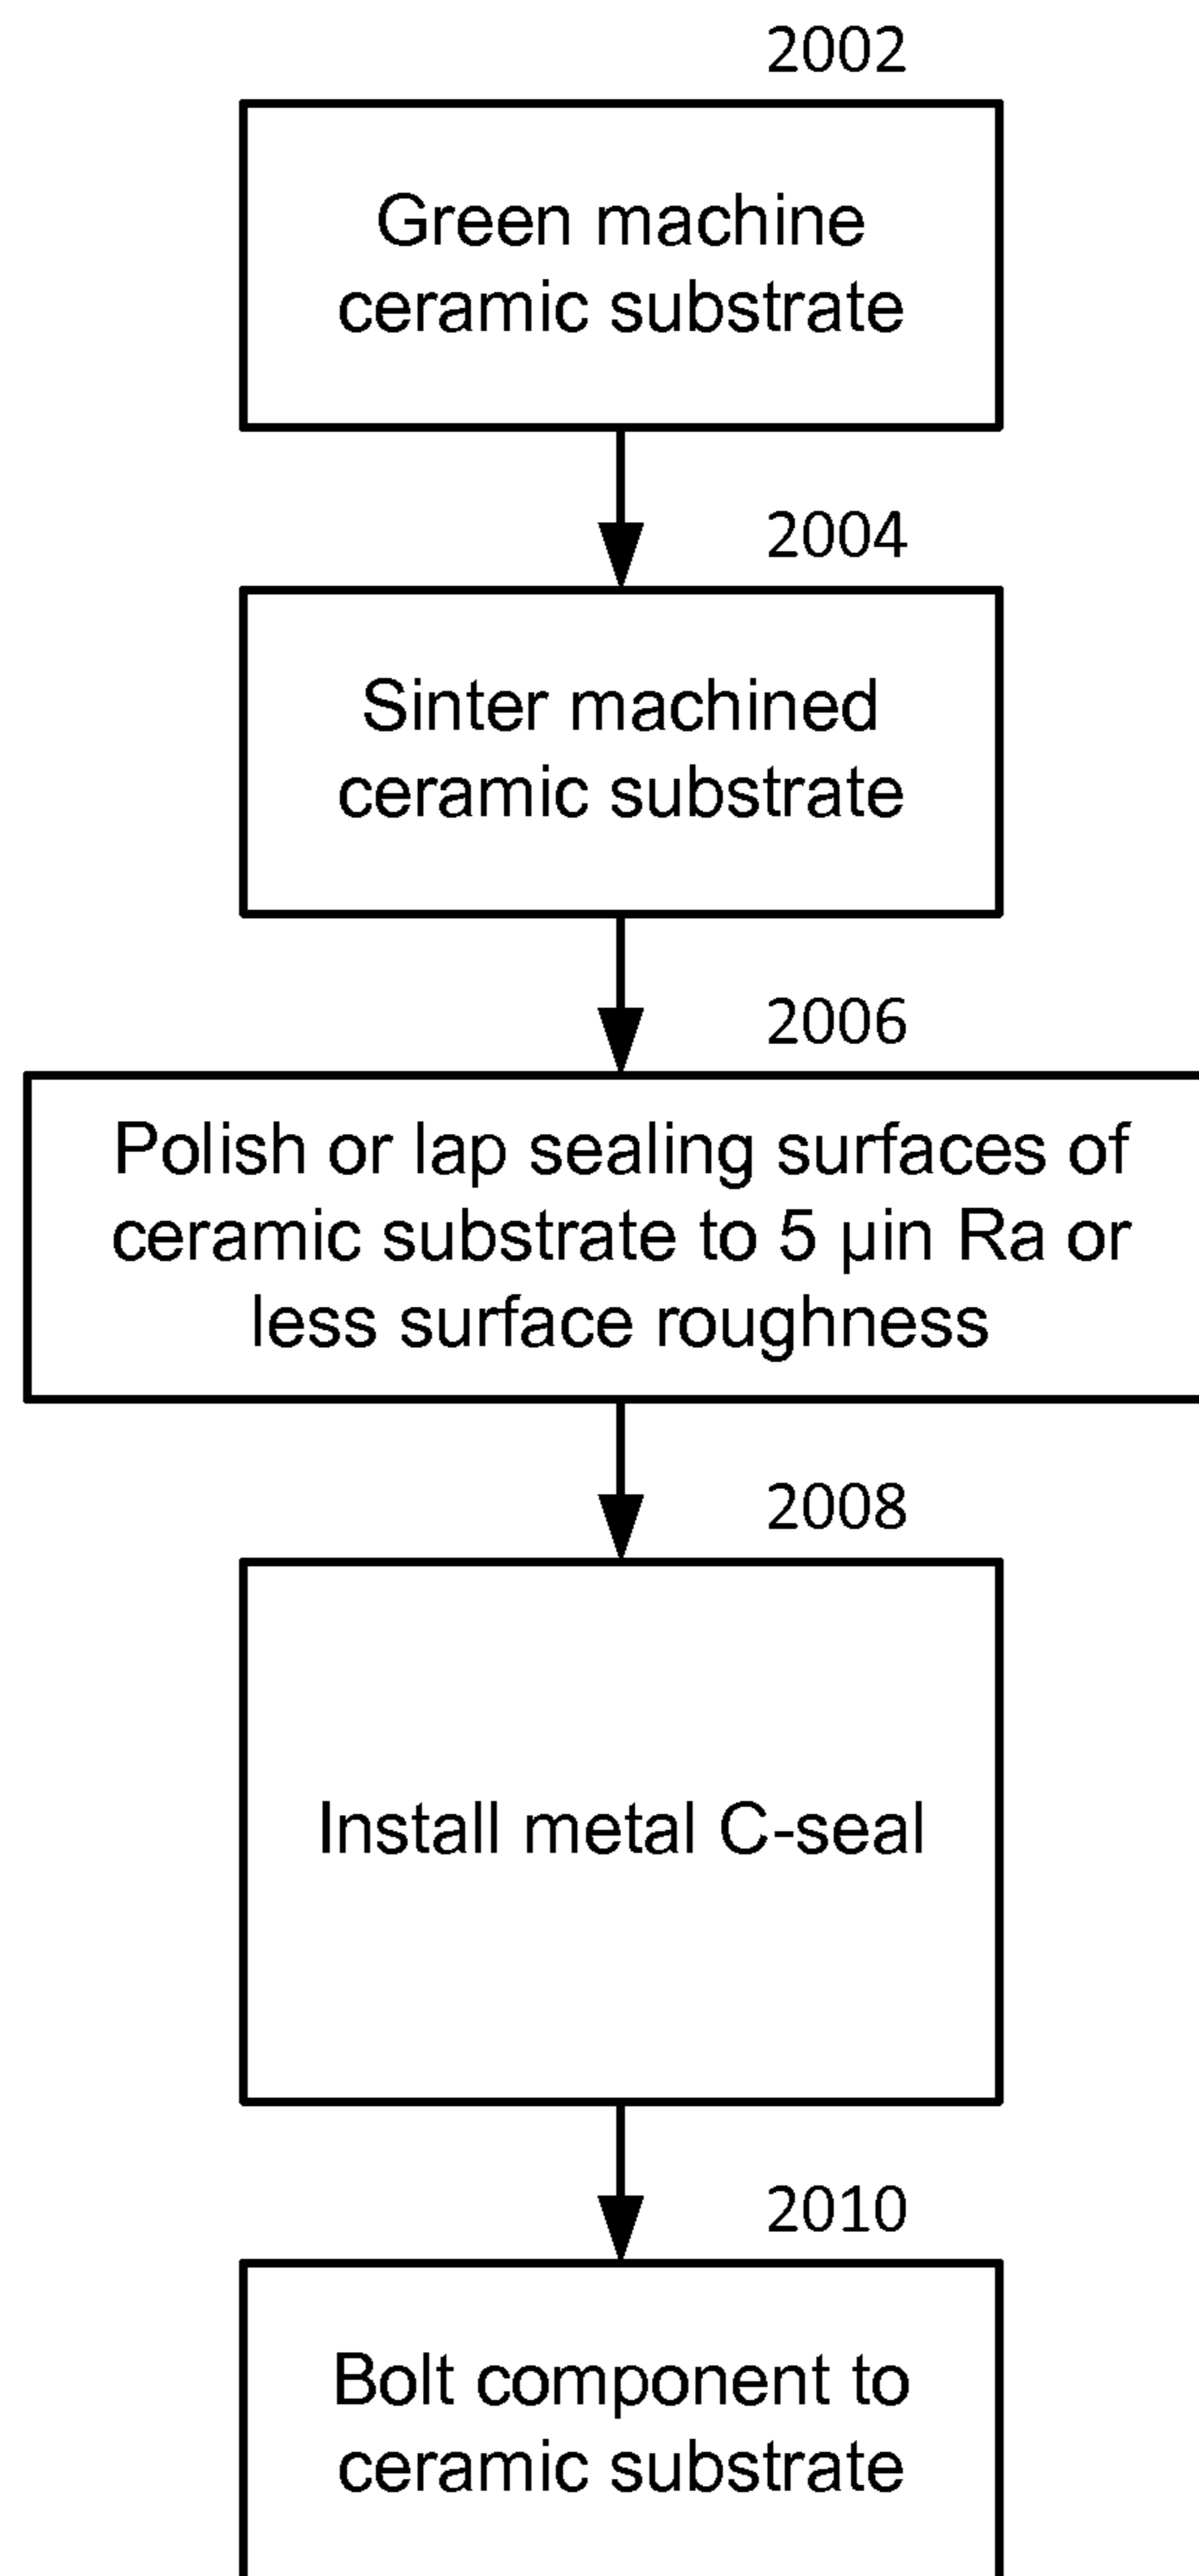 2002
Green machine
ceramic substrate
2004
Sinter machined
ceramic substrate
2006
Polish or lap sealing surfaces of
ceramic substrate to 5 µin Ra or
less surface roughness
2008
Install metal C-seal
2010
Bolt component to
ceramic substrate